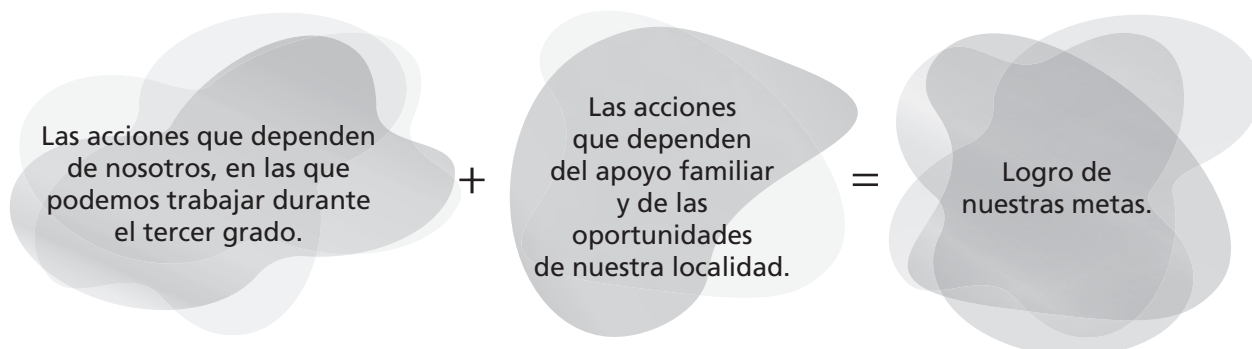 Las acciones que dependen
de nosotros, en las que
podemos trabajar durante
el tercer grado.
+
Las acciones
que dependen
del apoyo familiar
y de las
oportunidades
de nuestra localidad.
=
Logro de
nuestras metas.